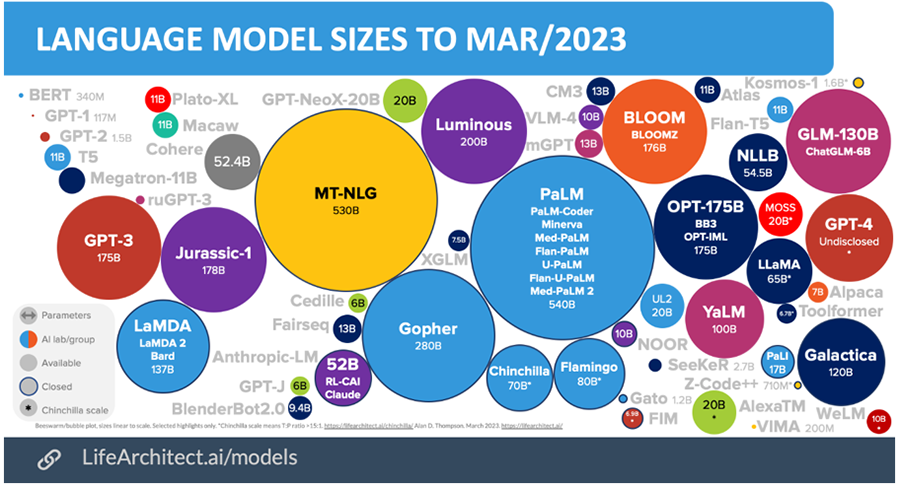 LANGUAGE MODEL SIZES TO MAR/2023
BERT 340M
GPT-1 117M
GPT-2 1.5B
11B T5
Megatron-11B
ruGPT-3
11B Plato-XL
11B Macaw
Cohere
52.4B
GPT-NeoX-20B
20B
Luminous
200B
CM3 13B
VLM-4 10B
mGPT 13B
BLOOM
BLOOMZ
176B
11B
Atlas
Kosmos-1 1.6B*
11B
Flan-T5
GLM-130B
ChatGLM-6B
NLLB
54.5B
MT-NLG
530B
PaLM
PaLM-Coder
Minerva
Med-PaLM
Flan-PaLM
U-PaLM
Flan-U-PaLM
Med-PaLM 2
540B
OPT-175B
BB3
OPT-IML
175B
MOSS
20B*
GPT-4
Undisclosed
*
GPT-3
175B
Jurassic-1
178B
7.5B
XGLM
LLaMA
65B*
7B Alpaca
6.7B* Toolformer
Parameters
AI lab/group
Available
Closed
* Chinchilla scale
LaMDA
LaMDA 2
Bard
137B
Cedille 6B
Fairseq 13B
Anthropic-LM
52B
RL-CAI
Claude
GPT-J 6B
BlenderBot2.0 9.4B
Gopher
280B
Chinchilla
70B*
Flamingo
80B*
10B
NOOR
UL2
20B
YaLM
100B
SeeKeR 2.7B
PaLI
17B
Galactica
120B
Z-Code++ 710M*
Gato 1.2B
6.9B
*
FIM
20B
*
AlexaTM
VIMA 200M
WeLM
10B
*
Beeswarm/bubble plot, sizes linear to scale. Selected highlights only. *Chinchilla scale means T:P ratio >15:1. https://lifearchitect.ai/chinchilla/ Alan D. Thompson. March 2023. https://lifearchitect.ai/
LifeArchitect.ai/models